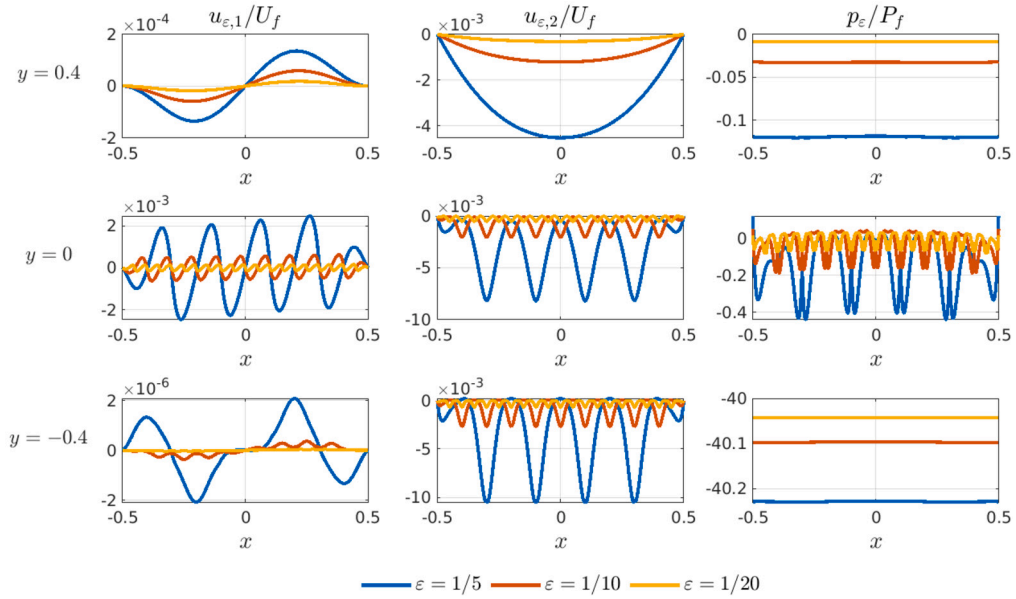 u_{ε,1}/U_f u_{ε,2}/U_f p_ε/P_f
y = 0.4
×10⁻⁴
2
0
-2
-0.5 0 0.5
x
×10⁻³
0
-2
-4
-0.5 0 0.5
x
0
-0.05
-0.1
-0.5 0 0.5
x
y = 0
×10⁻³
2
0
-2
-0.5 0 0.5
x
×10⁻³
0
-5
-10
-0.5 0 0.5
x
0
-0.2
-0.4
-0.5 0 0.5
x
y = −0.4
×10⁻⁶
2
0
-2
-0.5 0 0.5
x
×10⁻³
0
-5
-10
-0.5 0 0.5
x
-40
-40.1
-40.2
-0.5 0 0.5
x
ε = 1/5 ε = 1/10 ε = 1/20